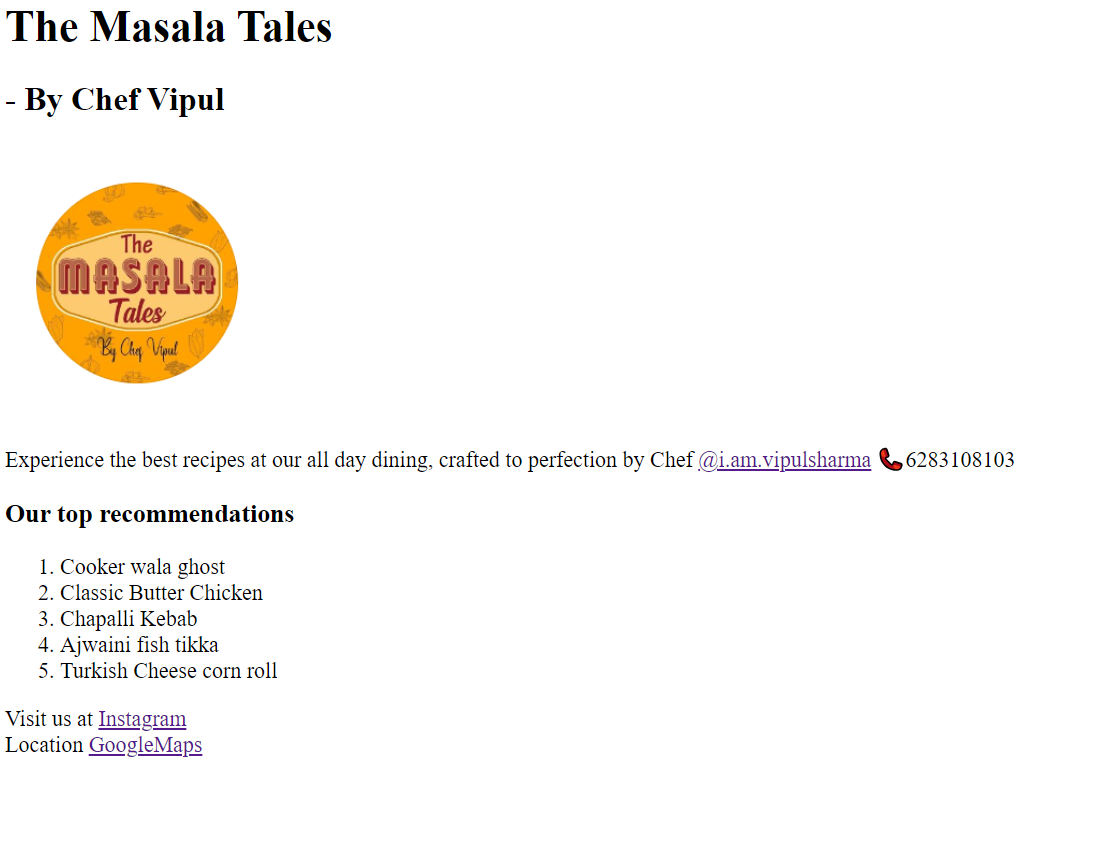 The Masala Tales
- By Chef Vipul
The
MASALA
Tales
By Chef Vipul
Experience the best recipes at our all day dining, crafted to perfection by Chef @i.am.vipulsharma 📞6283108103
Our top recommendations
1. Cooker wala ghost
2. Classic Butter Chicken
3. Chapalli Kebab
4. Ajwaini fish tikka
5. Turkish Cheese corn roll
Visit us at Instagram
Location GoogleMaps